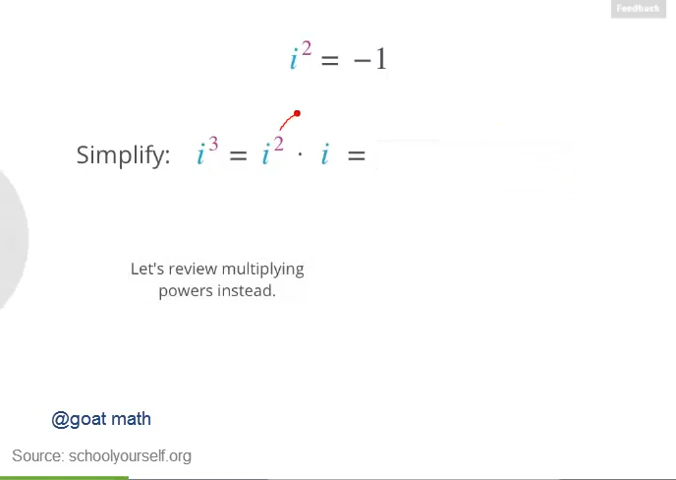 Feedback
i² = −1
Simplify: i³ = i² · i =
Let's review multiplying
powers instead.
@goat math
Source: schoolyourself.org